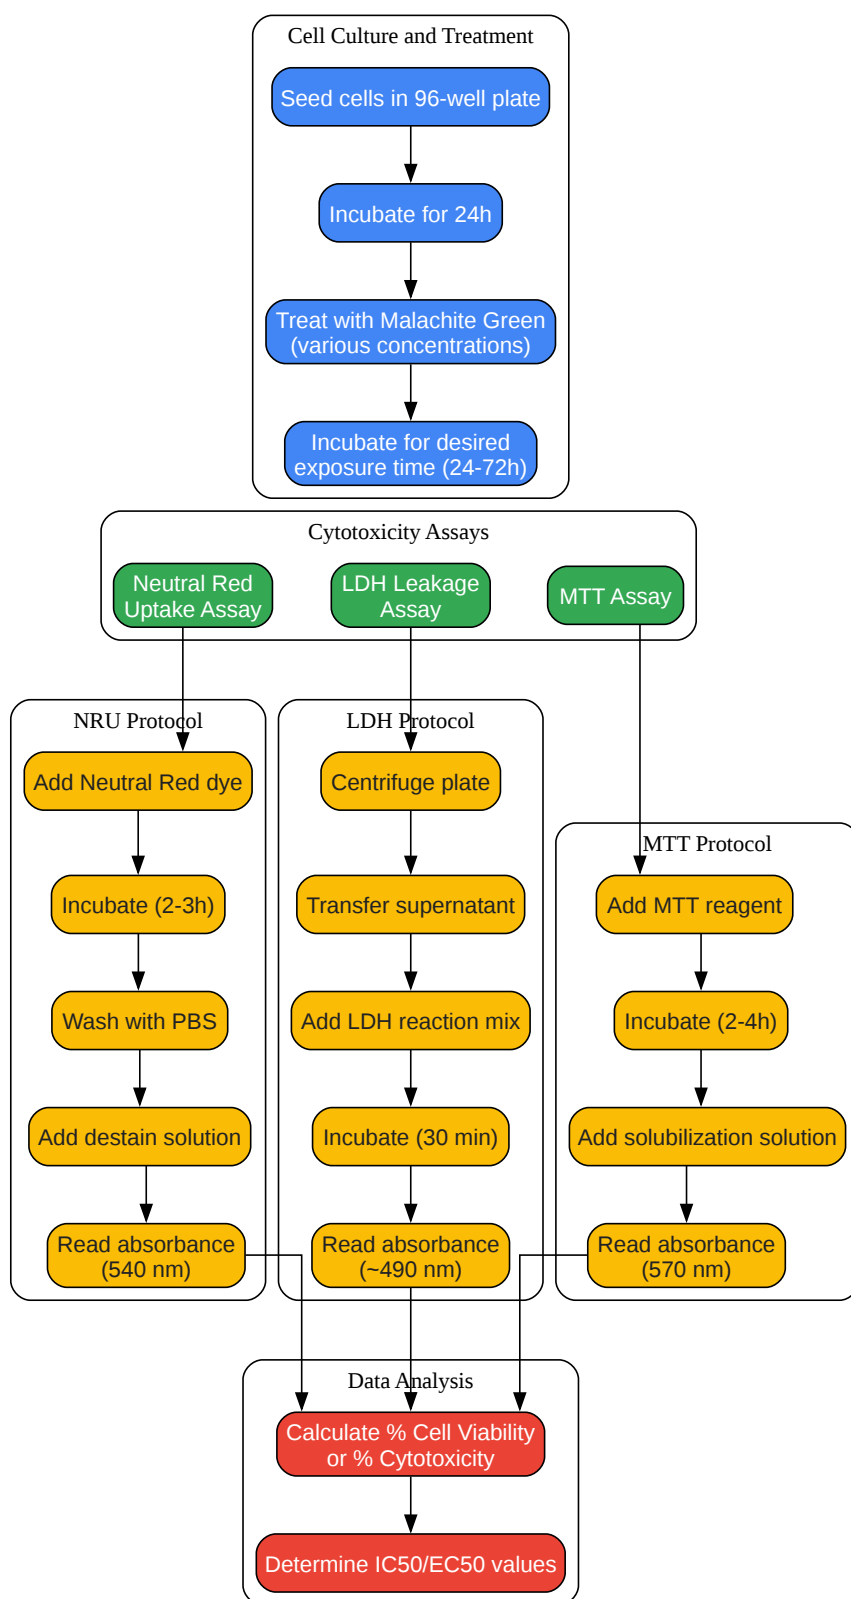 Cell Culture and Treatment
Seed cells in 96-well plate
Incubate for 24h
Treat with Malachite Green
(various concentrations)
Incubate for desired
exposure time (24-72h)
Cytotoxicity Assays
Neutral Red
Uptake Assay
LDH Leakage
Assay
MTT Assay
NRU Protocol
Add Neutral Red dye
Incubate (2-3h)
Wash with PBS
Add destain solution
Read absorbance
(540 nm)
LDH Protocol
Centrifuge plate
Transfer supernatant
Add LDH reaction mix
Incubate (30 min)
Read absorbance
(~490 nm)
MTT Protocol
Add MTT reagent
Incubate (2-4h)
Add solubilization solution
Read absorbance
(570 nm)
Data Analysis
Calculate % Cell Viability
or % Cytotoxicity
Determine IC50/EC50 values